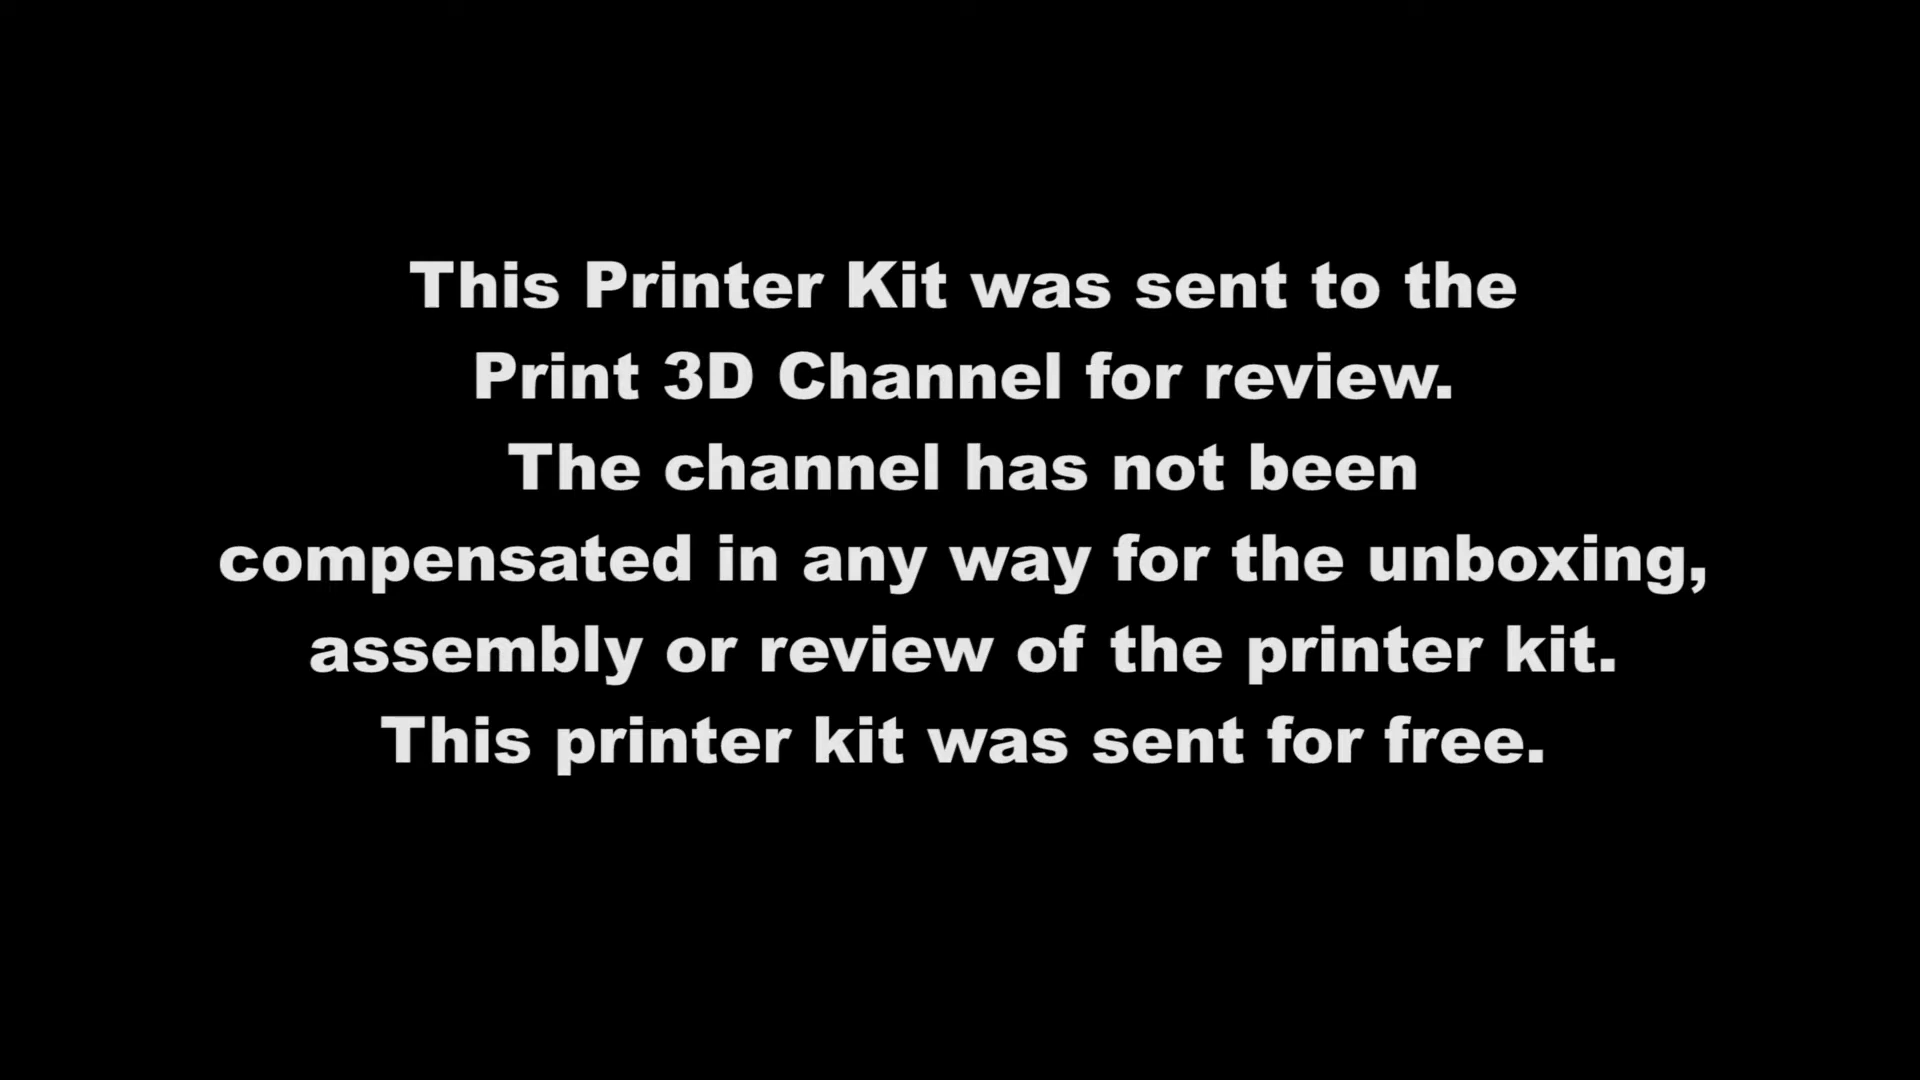 This Printer Kit was sent to the
Print 3D Channel for review.
The channel has not been
compensated in any way for the unboxing,
assembly or review of the printer kit.
This printer kit was sent for free.